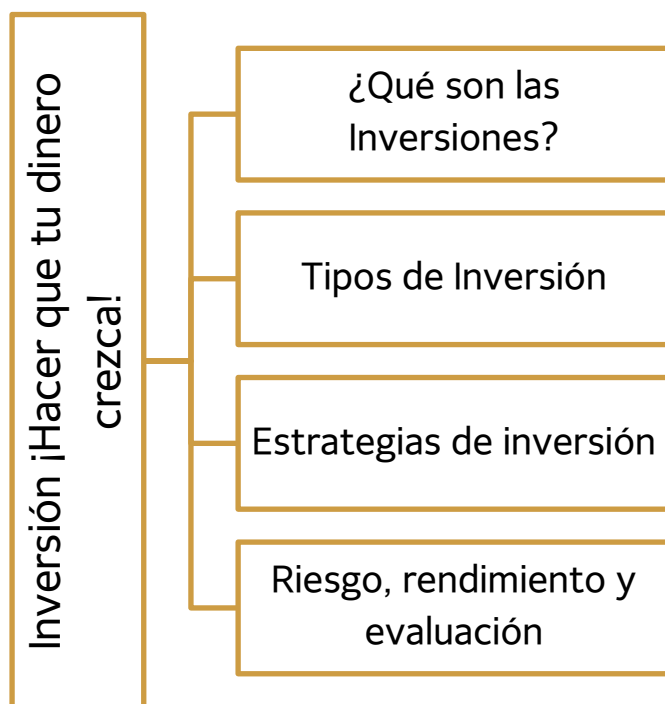 Inversión ¡Hacer que tu dinero
crezca!
¿Qué son las
Inversiones?
Tipos de Inversión
Estrategias de inversión
Riesgo, rendimiento y
evaluación